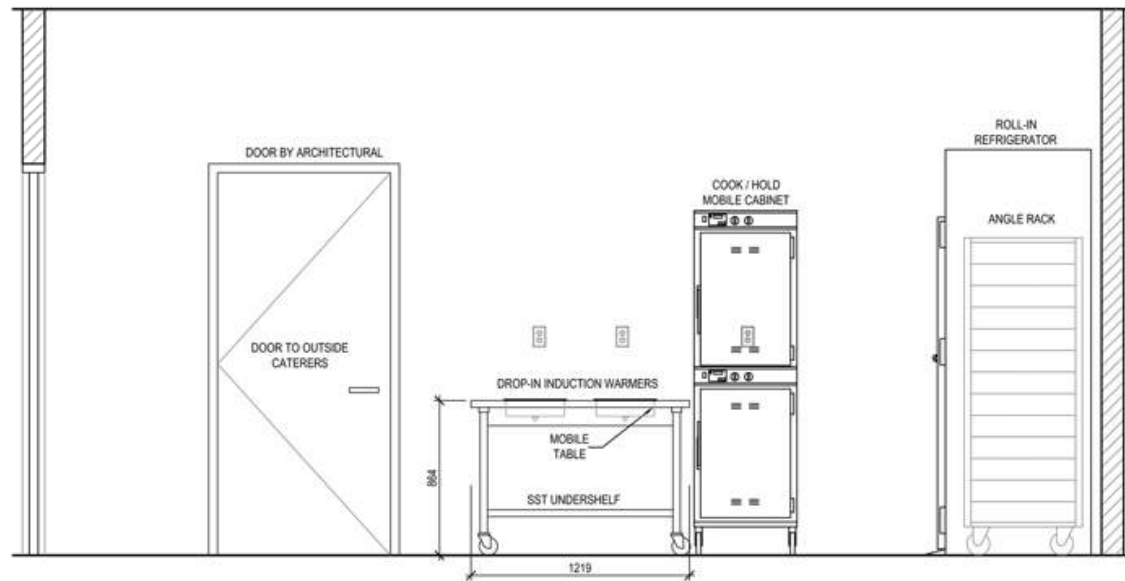 DOOR BY ARCHITECTURAL
DOOR TO OUTSIDE
CATERERS
DROP-IN INDUCTION WARMERS
MOBILE
TABLE
SST UNDERSHELF
864
1219
COOK / HOLD
MOBILE CABINET
ROLL-IN
REFRIGERATOR
ANGLE RACK